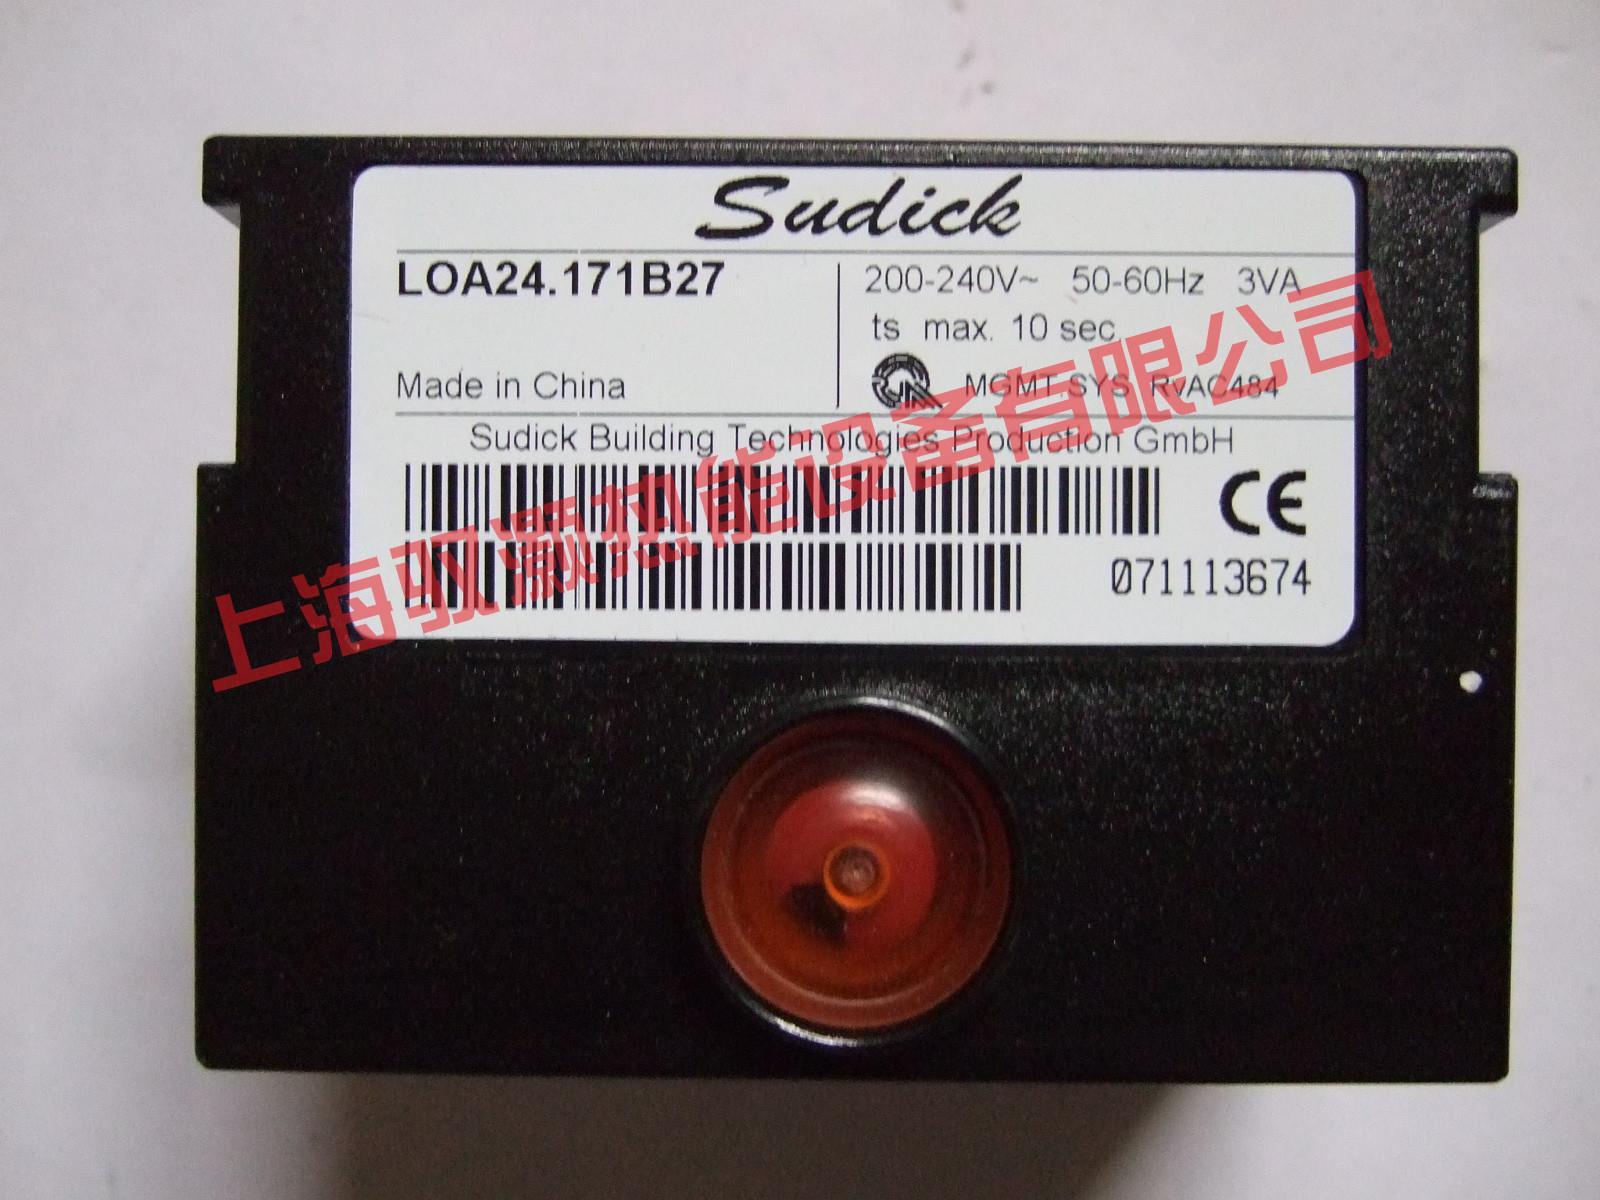 Sudick
LOA24.171B27
200-240V~ 50-60Hz 3VA
ts max. 10 sec.
Made in China
MGMT SYS RvAC484
Sudick Building Technologies Production GmbH
CE
071113674
上海驭灏热能设备有限公司